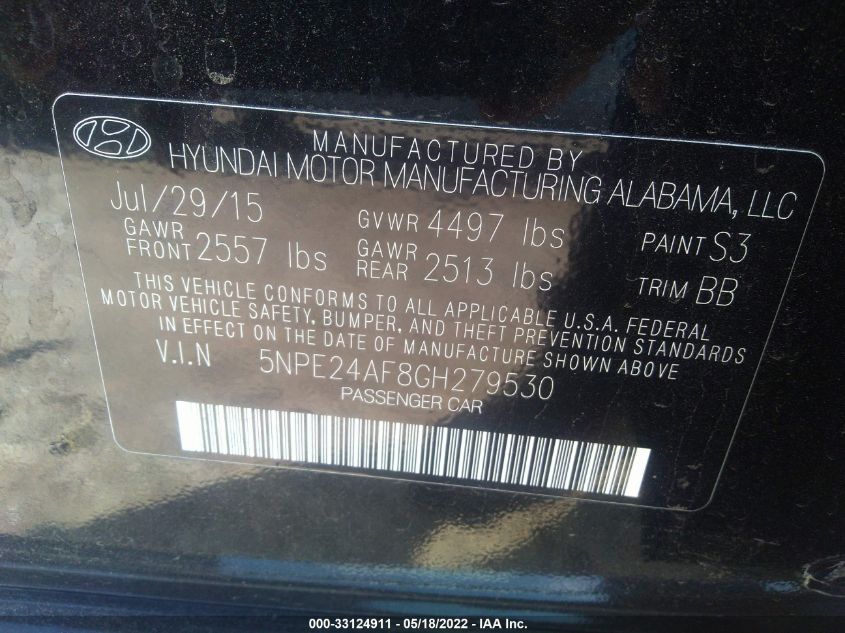 MANUFACTURED BY
HYUNDAI MOTOR MANUFACTURING ALABAMA, LLC
Jul/29/15 GVWR 4497 lbs PAINT S3
GAWR FRONT 2557 lbs GAWR REAR 2513 lbs TRIM BB
THIS VEHICLE CONFORMS TO ALL APPLICABLE U.S.A. FEDERAL
MOTOR VEHICLE SAFETY, BUMPER, AND THEFT PREVENTION STANDARDS
IN EFFECT ON THE DATE OF MANUFACTURE SHOWN ABOVE
V.I.N 5NPE24AF8GH279530
PASSENGER CAR
000-33124911 - 05/18/2022 - IAA Inc.